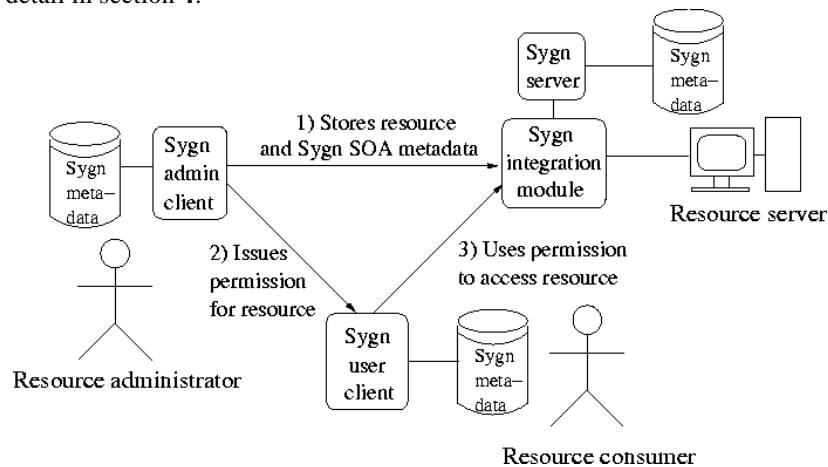 detail in section 4.
Sygn
server
Sygn
meta–
data
1) Stores resource
and Sygn SOA metadata
Sygn
meta–
data
Sygn
admin
client
Sygn
integration
module
Resource server
2) Issues
permission
for resource
3) Uses permission
to access resource
Sygn
user
client
Sygn
meta–
data
Resource administrator
Resource consumer